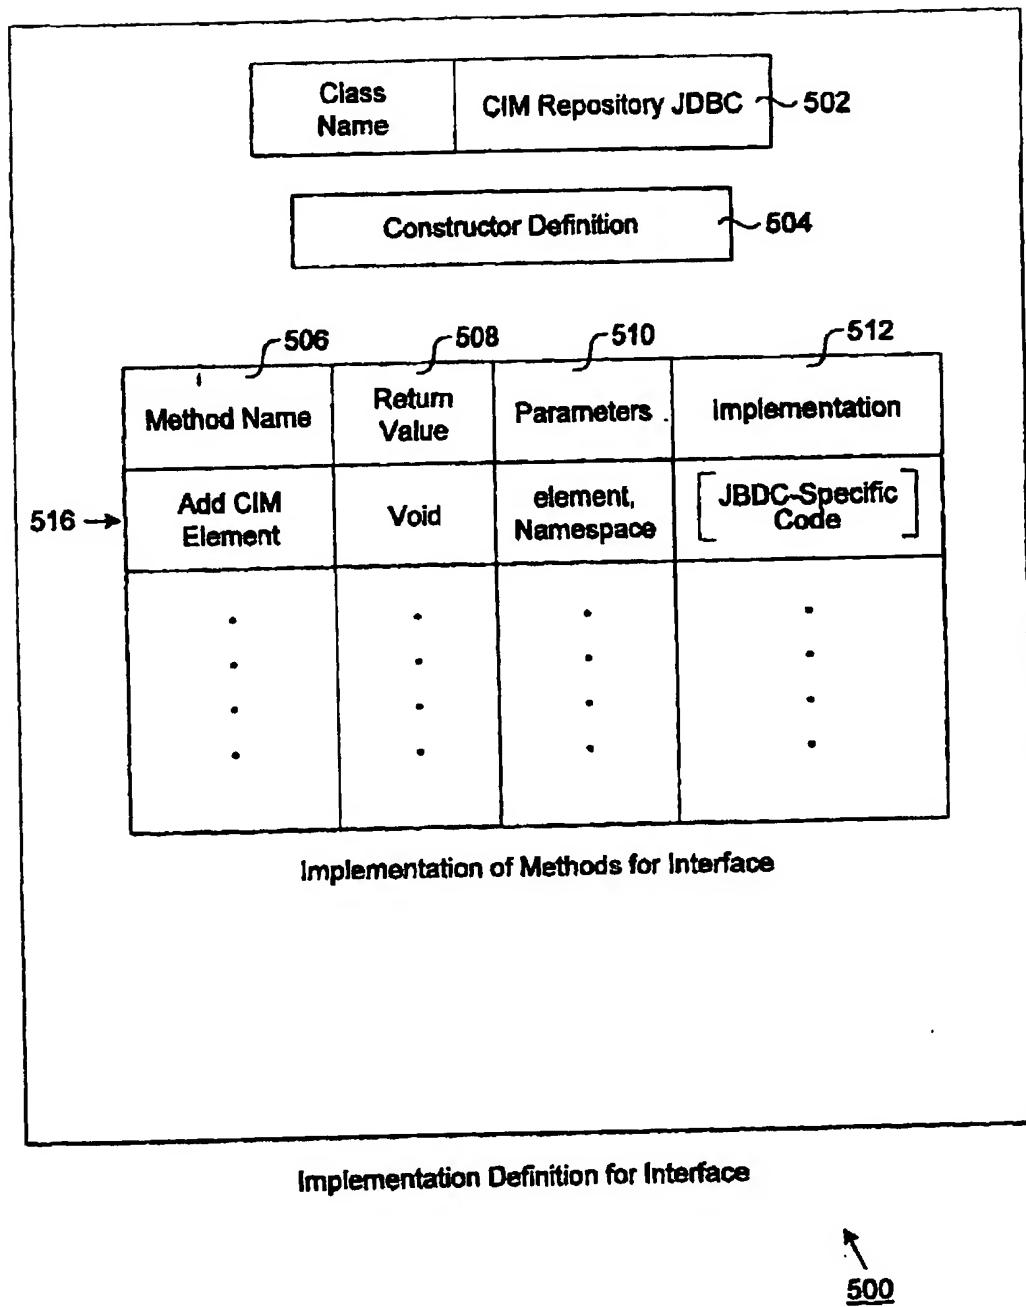 Class
Name
CIM Repository JDBC
502
Constructor Definition
504
506
508
510
512
Method Name
Return
Value
Parameters
Implementation
516
Add CIM
Element
Void
element,
Namespace
JBDC-Specific
Code
Implementation of Methods for Interface
Implementation Definition for Interface
500